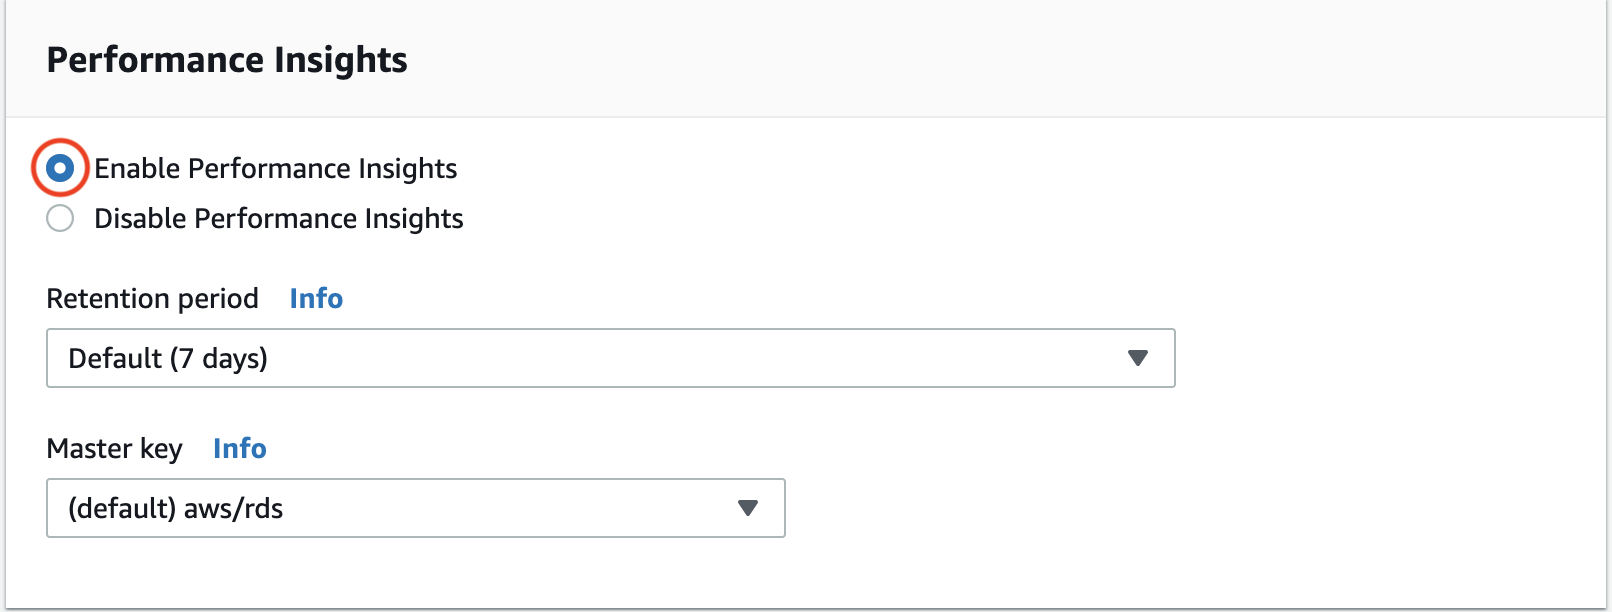 Performance Insights
Enable Performance Insights
Disable Performance Insights
Retention period Info
Default (7 days)
Master key Info
(default) aws/rds